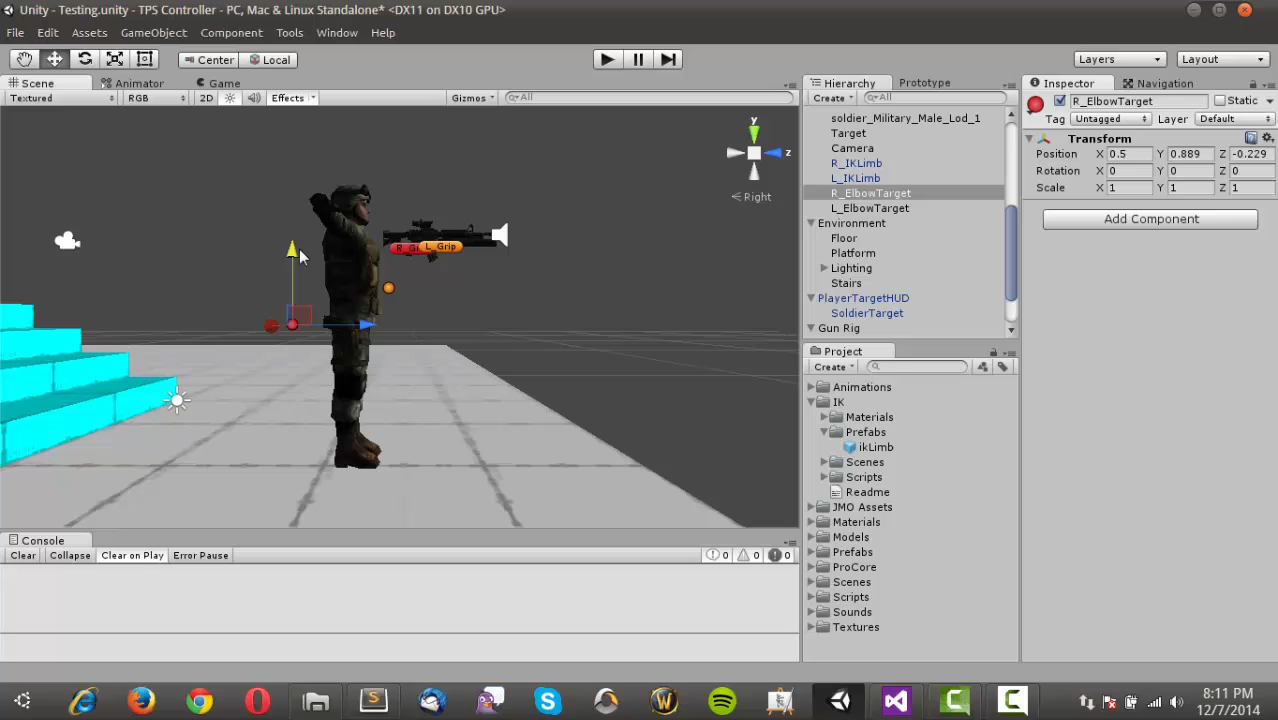 Unity - Testing.unity - TPS Controller - PC, Mac & Linux Standalone* <DX11 on DX10 GPU>
File Edit Assets GameObject Component Tools Window Help
Center Local Layers Layout
Scene Animator Game
Textured RGB 2D Effects Gizmos All
y
z
Right
R_Gi L_Grip
Console
Clear Collapse Clear on Play Error Pause 0 0 0
Hierarchy Prototype
Create All
soldier_Military_Male_Lod_1
Target
Camera
R_IKLimb
L_IKLimb
R_ElbowTarget
L_ElbowTarget
Environment
Floor
Platform
Lighting
Stairs
PlayerTargetHUD
SoldierTarget
Gun Rig
Project
Create
Animations
IK
Materials
Prefabs
ikLimb
Scenes
Scripts
Readme
JMO Assets
Materials
Models
Prefabs
ProCore
Scenes
Scripts
Sounds
Textures
Inspector Navigation
R_ElbowTarget Static
Tag Untagged Layer Default
Transform
Position X 0.5 Y 0.889 Z -0.229
Rotation X 0 Y 0 Z 0
Scale X 1 Y 1 Z 1
Add Component
8:11 PM
12/7/2014